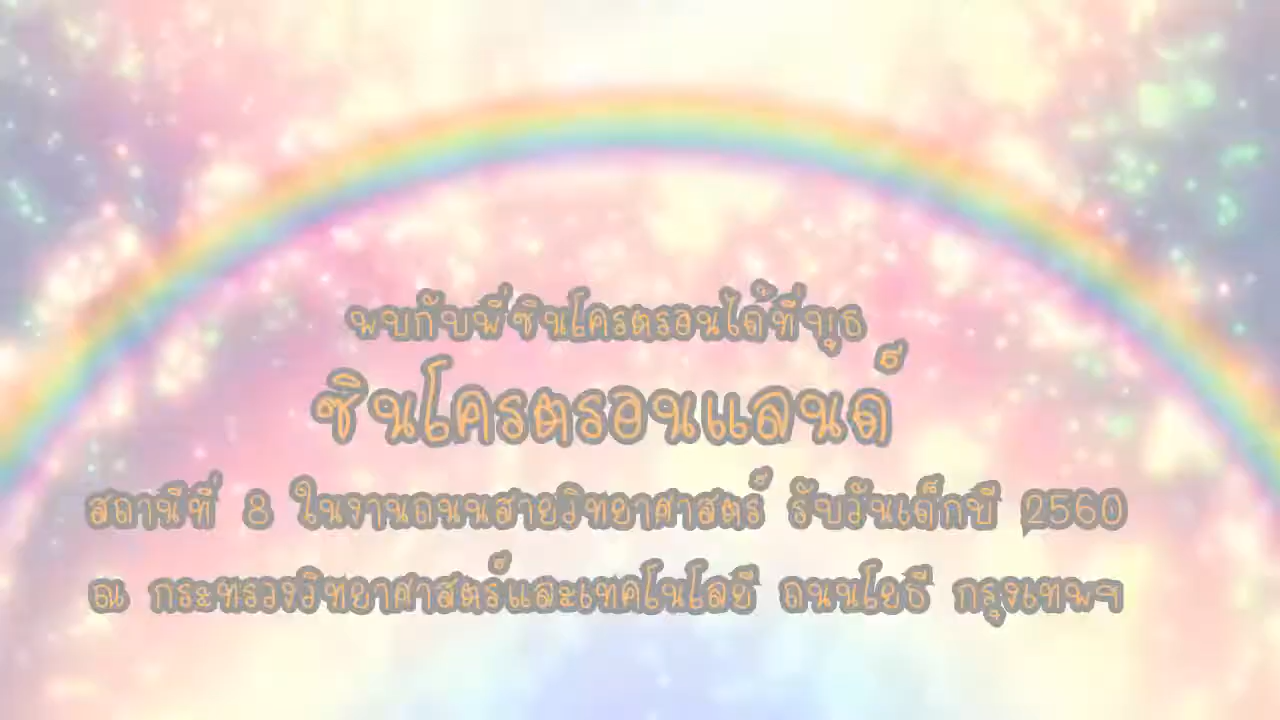 พบกับพี่ซินโครตรอนได้ที่บูธ
ซินโครตรอนแลนด์
สถานีที่ 8 ในงานถนนสายวิทยาศาสตร์ รับวันเด็กปี 2560
ณ กระทรวงวิทยาศาสตร์และเทคโนโลยี ถนนโยธี กรุงเทพฯ